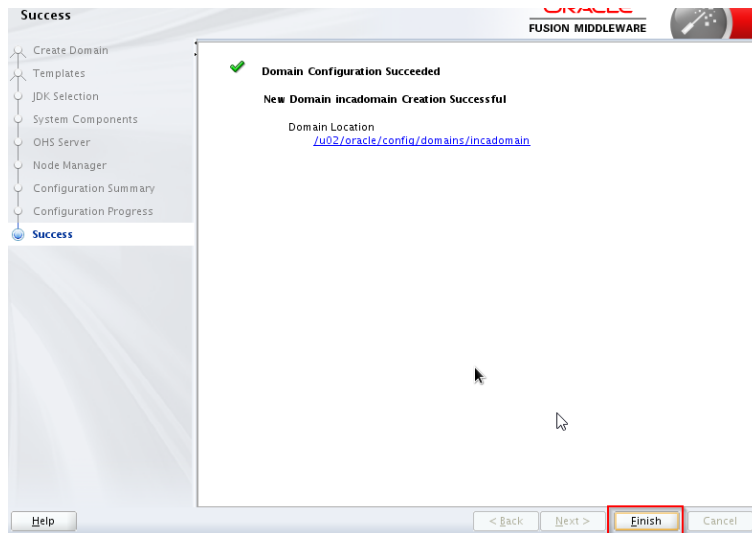 Success
FUSION MIDDLEWARE
Create Domain
Templates
JDK Selection
System Components
OHS Server
Node Manager
Configuration Summary
Configuration Progress
Success
Domain Configuration Succeeded
New Domain incadomain Creation Successful
Domain Location
/u02/oracle/config/domains/incadomain
Help
< Back
Next >
Finish
Cancel